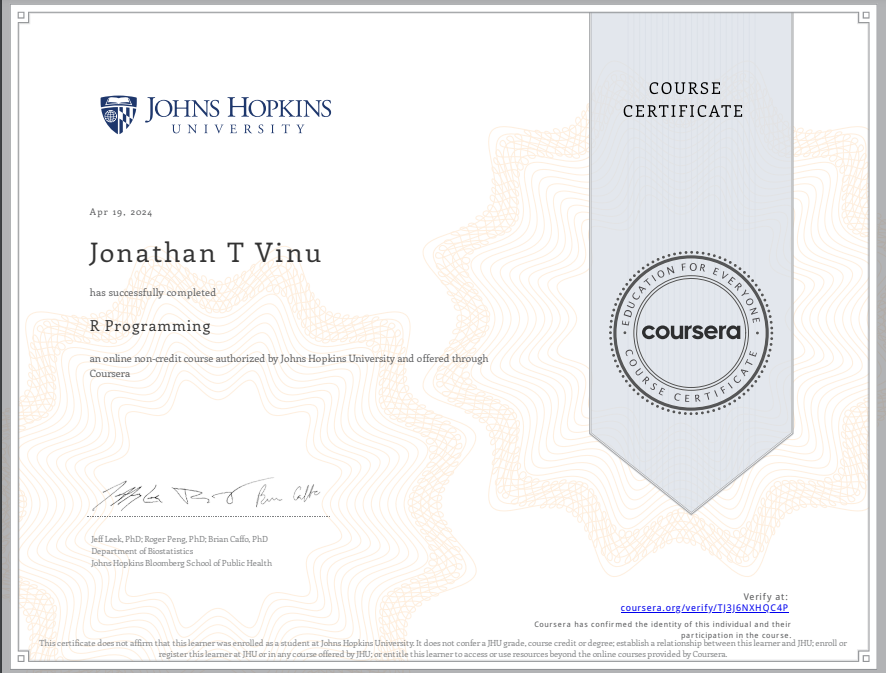 COURSE
CERTIFICATE
JOHNS HOPKINS
UNIVERSITY
Apr 19, 2024
Jonathan T Vinu
has successfully completed
R Programming
an online non-credit course authorized by Johns Hopkins University and offered through
Coursera
EDUCATION FOR EVERYONE
coursera
COURSE CERTIFICATE
Jeff Leek, PhD; Roger Peng, PhD; Brian Caffo, PhD
Department of Biostatistics
Johns Hopkins Bloomberg School of Public Health
Verify at:
coursera.org/verify/TJ3J6NXHQC4P
Coursera has confirmed the identity of this individual and their
participation in the course.
This certificate does not affirm that this learner was enrolled as a student at Johns Hopkins University. It does not confer a JHU grade, course credit or degree; establish a relationship between this learner and JHU; enroll or
register this learner at JHU or in any course offered by JHU; or entitle this learner to access or use resources beyond the online courses provided by Coursera.